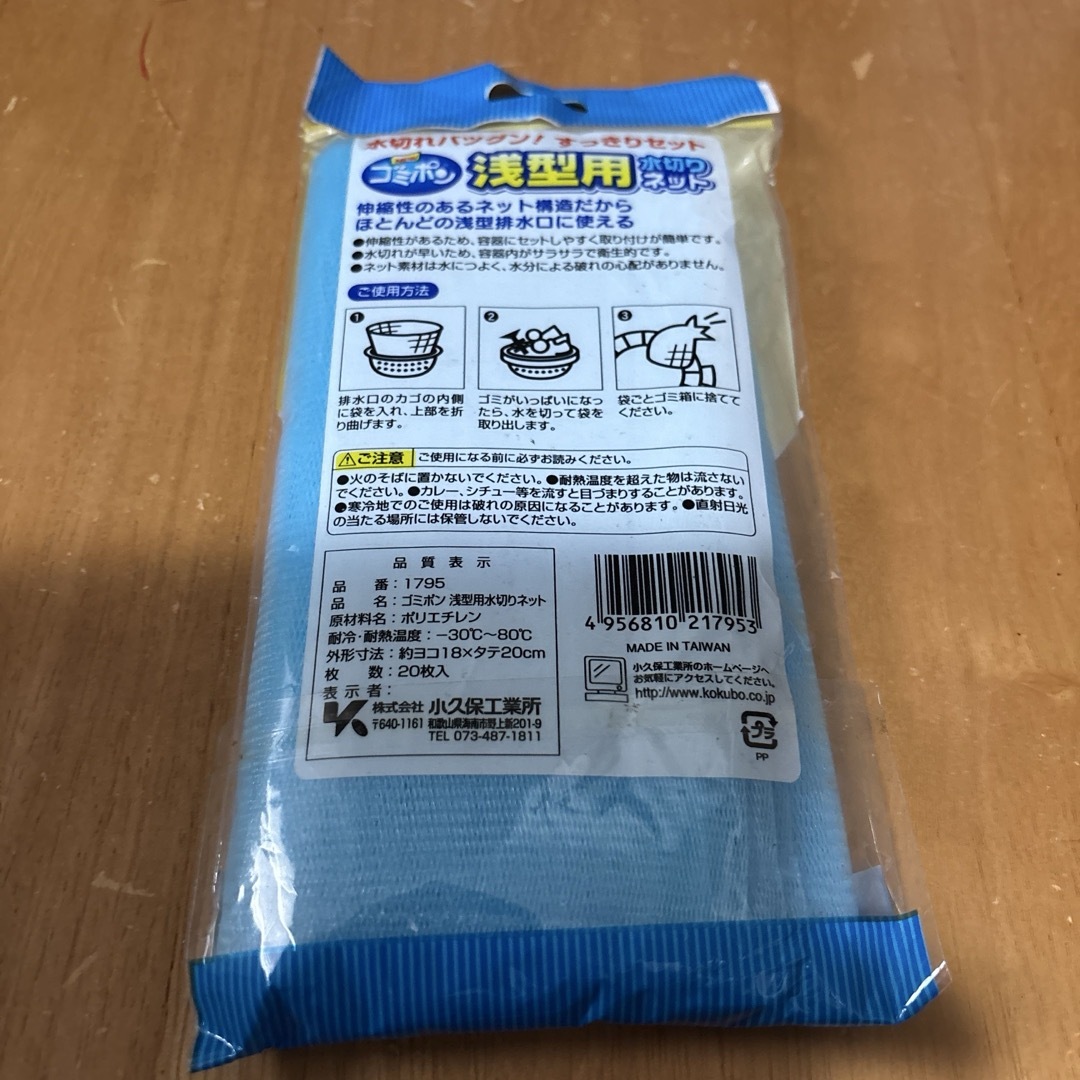 水切れバツグン! すっきりセット
NEW
ゴミポン 浅型用 水切りネット
伸縮性のあるネット構造だから
ほとんどの浅型排水口に使える
●伸縮性があるため、容器にセットしやすく取り付けが簡単です。
●水切れが早いため、容器内がサラサラで衛生的です。
●ネット素材は水につよく、水分による破れの心配がありません。
ご使用方法
1
2
3
排水口のカゴの内側
に袋を入れ、上部を折
り曲げます。
ゴミがいっぱいになっ
たら、水を切って袋を
取り出します。
袋ごとゴミ箱に捨てて
ください。
ご注意 ご使用になる前に必ずお読みください。
●火のそばに置かないでください。●耐熱温度を超えた物は流さない
でください。●カレー、シチュー等を流すと目づまりすることがあります。
●寒冷地でのご使用は破れの原因になることがあります。●直射日光
の当たる場所には保管しないでください。
品質表示
品番:1795
品名:ゴミポン 浅型用水切りネット
原材料名:ポリエチレン
耐冷・耐熱温度:−30℃〜80℃
外形寸法:約ヨコ18×タテ20cm
枚数:20枚入
表示者:
株式会社 小久保工業所
〒640-1161 和歌山県海南市野上新201-9
TEL 073-487-1811
4 956810 217953
MADE IN TAIWAN
小久保工業所のホームページへ
お気軽にアクセスしてください。
http://www.kokubo.co.jp
プラ
PP